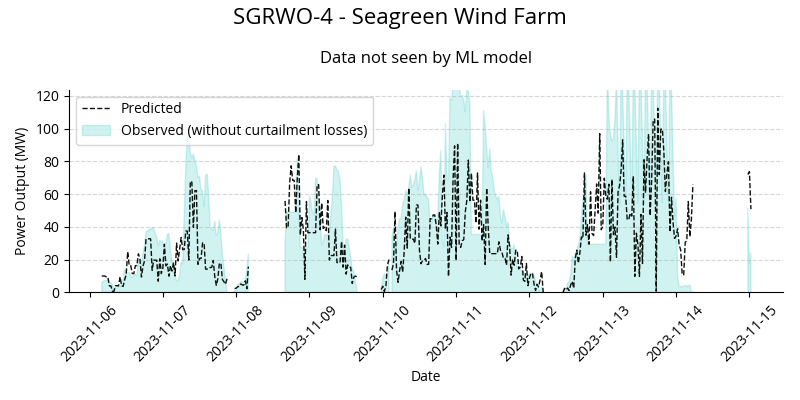 SGRWO-4 - Seagreen Wind Farm
Data not seen by ML model
Power Output (MW)
120
100
80
60
40
20
0
Predicted
Observed (without curtailment losses)
2023-11-06
2023-11-07
2023-11-08
2023-11-09
2023-11-10
2023-11-11
2023-11-12
2023-11-13
2023-11-14
2023-11-15
Date